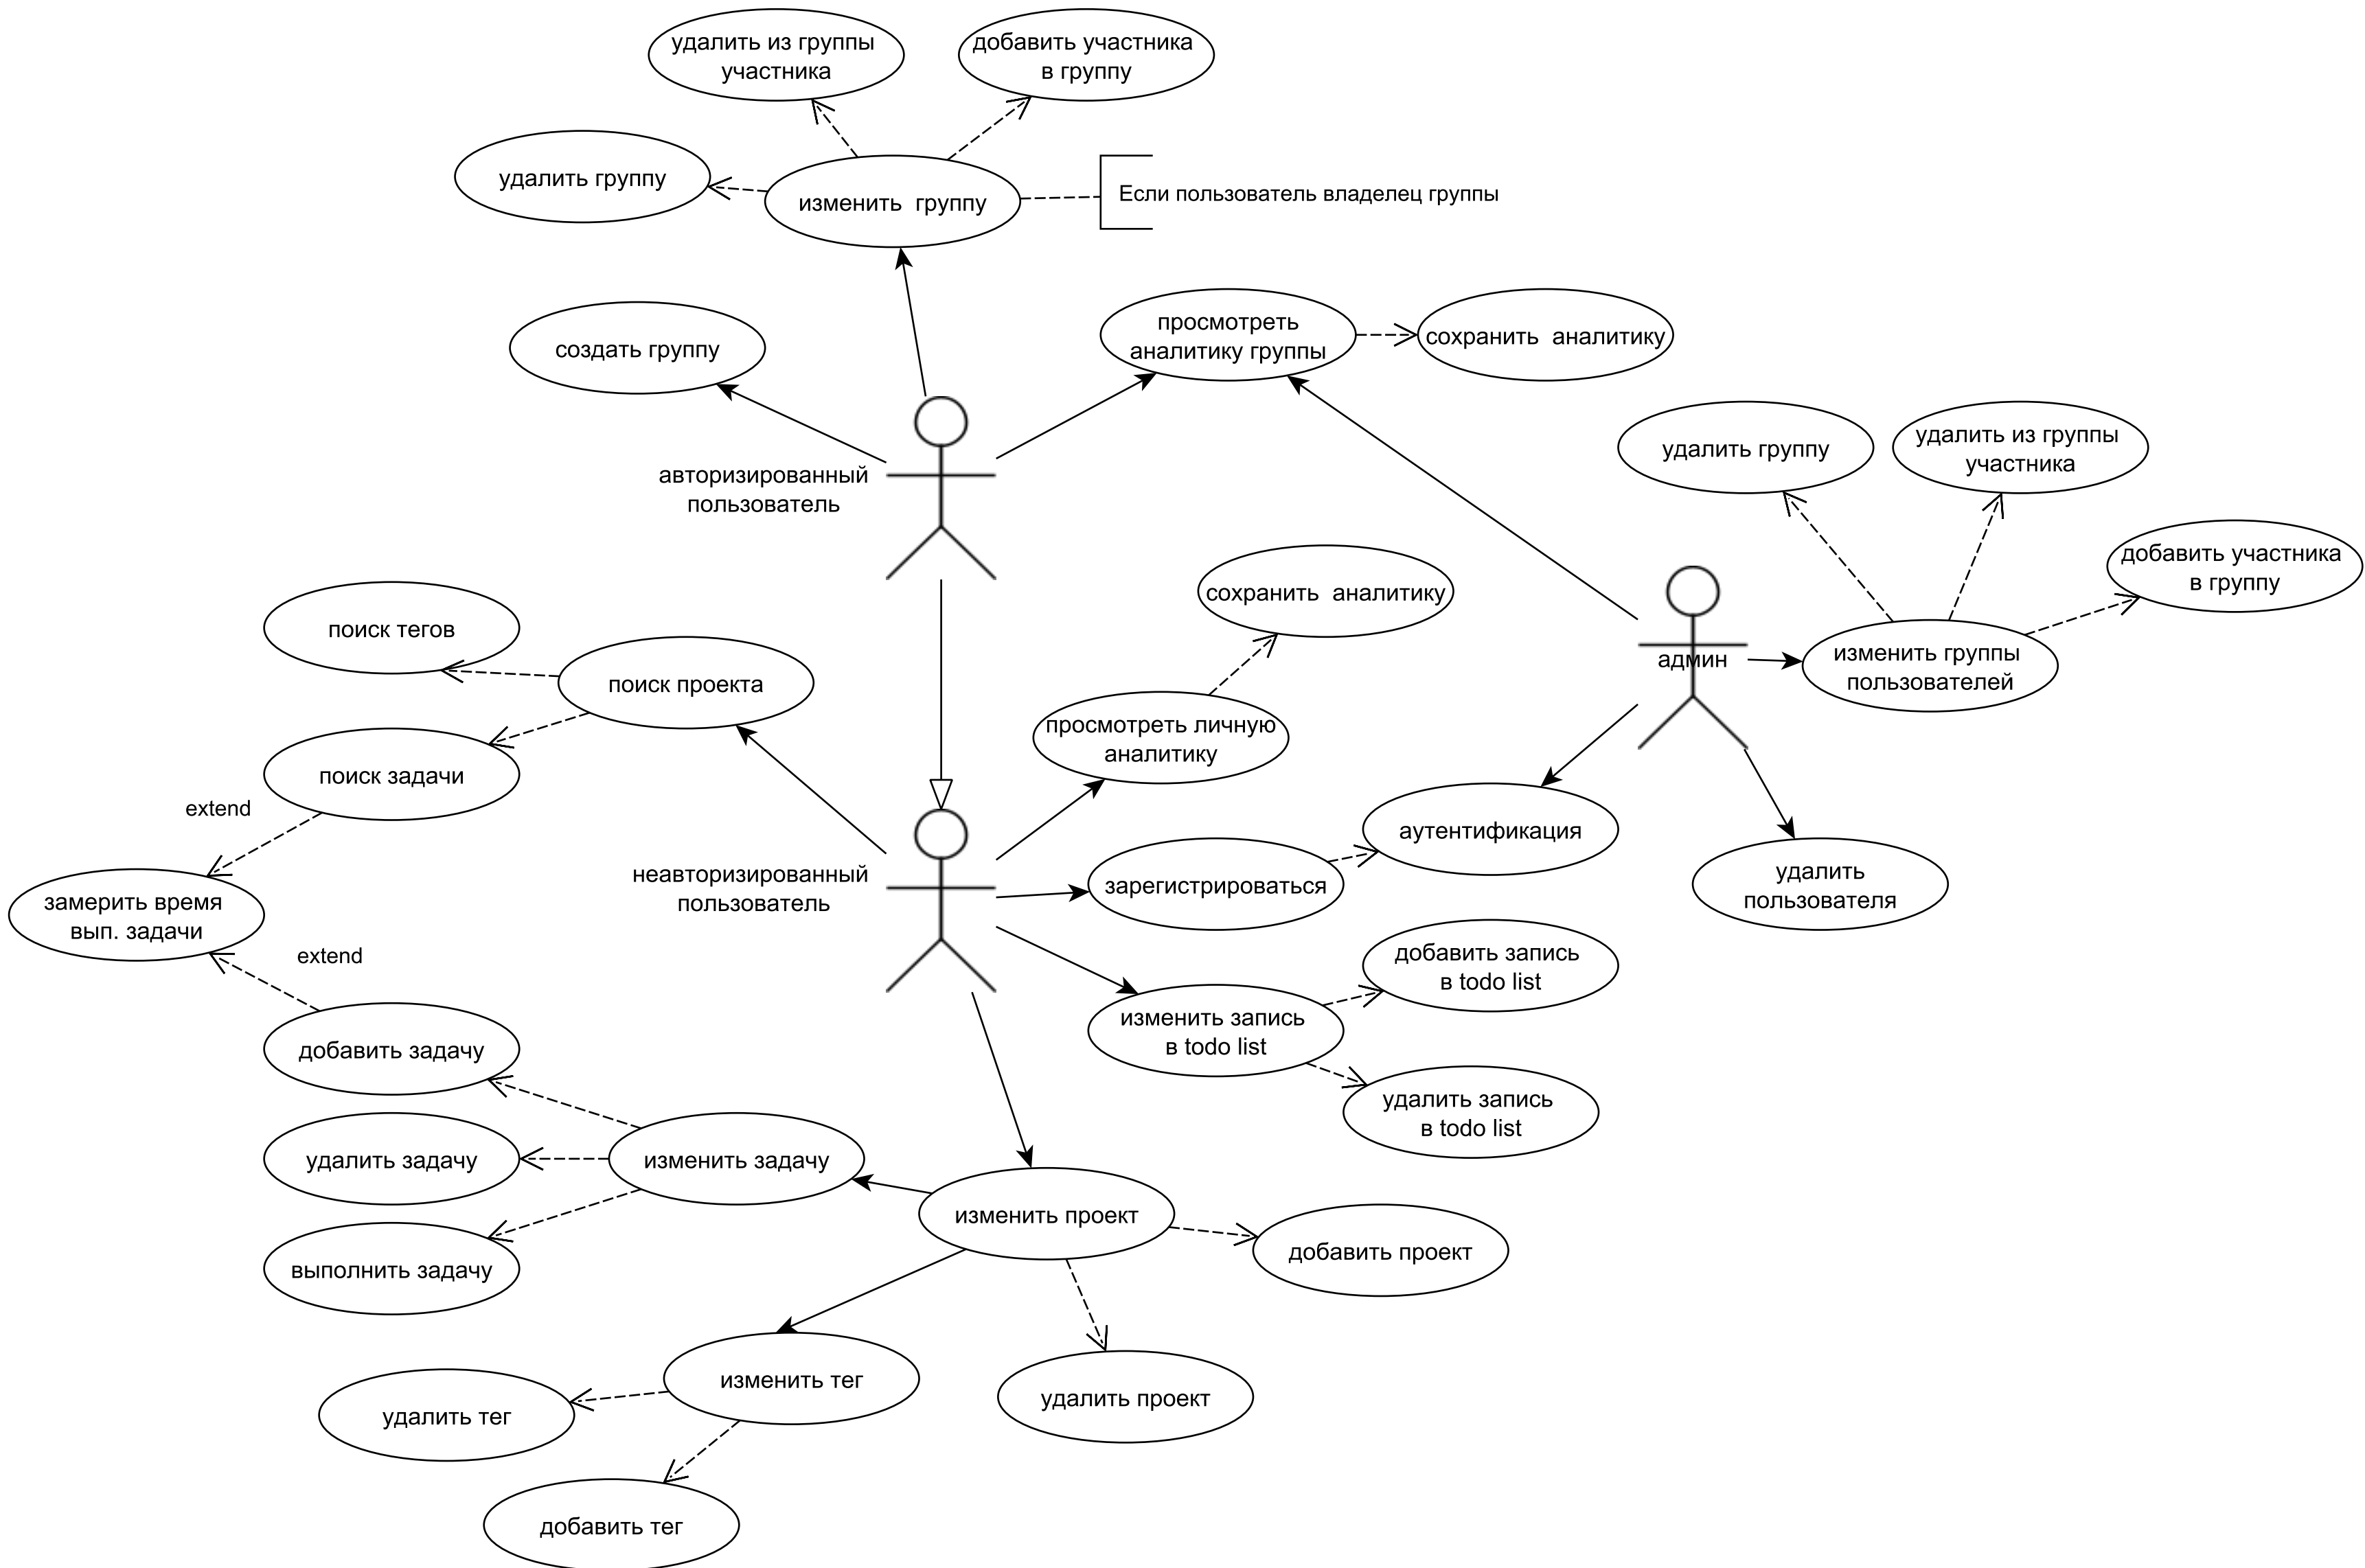 удалить из группы
участника
добавить участника
в группу
удалить группу
изменить  группу
Если пользователь владелец группы
создать группу
просмотреть
аналитику группы
сохранить  аналитику
авторизированный
пользователь
удалить группу
удалить из группы
участника
добавить участника
в группу
сохранить  аналитику
поиск тегов
поиск проекта
админ
изменить группы
пользователей
просмотреть личную
аналитику
поиск задачи
extend
аутентификация
зарегистрироваться
удалить
пользователя
неавторизированный
пользователь
замерить время
вып. задачи
extend
добавить запись
в todo list
изменить запись
в todo list
добавить задачу
удалить запись
в todo list
удалить задачу
изменить задачу
изменить проект
добавить проект
выполнить задачу
изменить тег
удалить проект
удалить тег
добавить тег